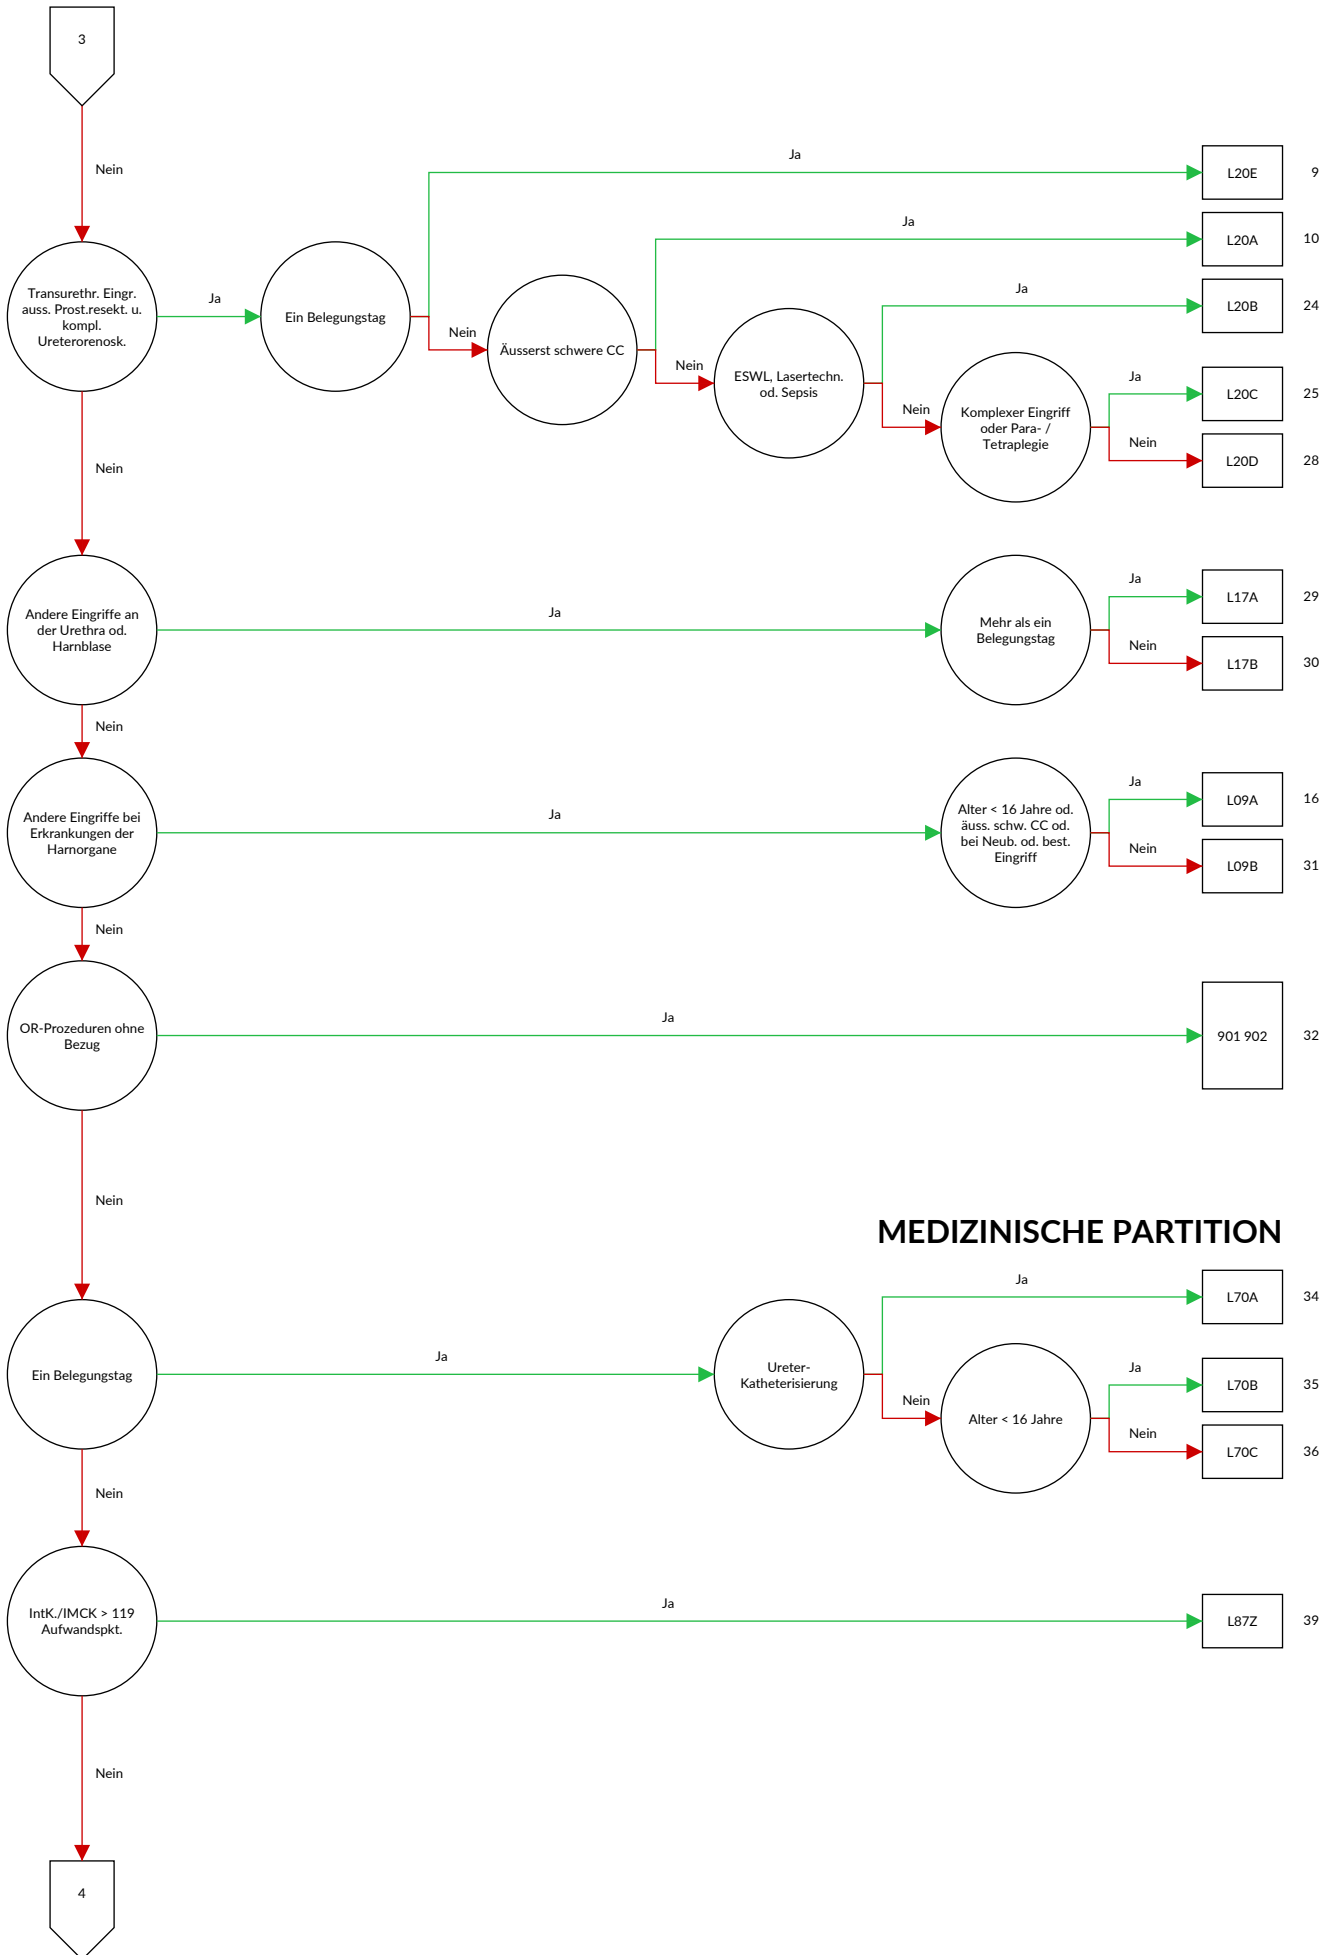 3
Nein
Ja
L20E
9
Ja
L20A
10
Transurethr. Eingr.
auss. Prost.resekt. u.
kompl.
Ureterorenosk.
Ja
Ein Belegungstag
Nein
Äusserst schwere CC
Nein
ESWL, Lasertechn.
od. Sepsis
Ja
L20B
24
Nein
Komplexer Eingriff
oder Para- /
Tetraplegie
Ja
L20C
25
Nein
L20D
28
Nein
Andere Eingriffe an
der Urethra od.
Harnblase
Ja
Mehr als ein
Belegungstag
Ja
L17A
29
Nein
L17B
30
Nein
Andere Eingriffe bei
Erkrankungen der
Harnorgane
Ja
Alter < 16 Jahre od.
äuss. schw. CC od.
bei Neub. od. best.
Eingriff
Ja
L09A
16
Nein
L09B
31
Nein
OR-Prozeduren ohne
Bezug
Ja
901 902
32
Nein
MEDIZINISCHE PARTITION
Ein Belegungstag
Ja
Ureter-
Katheterisierung
Ja
L70A
34
Nein
Alter < 16 Jahre
Ja
L70B
35
Nein
L70C
36
Nein
IntK./IMCK > 119
Aufwandspkt.
Ja
L87Z
39
Nein
4